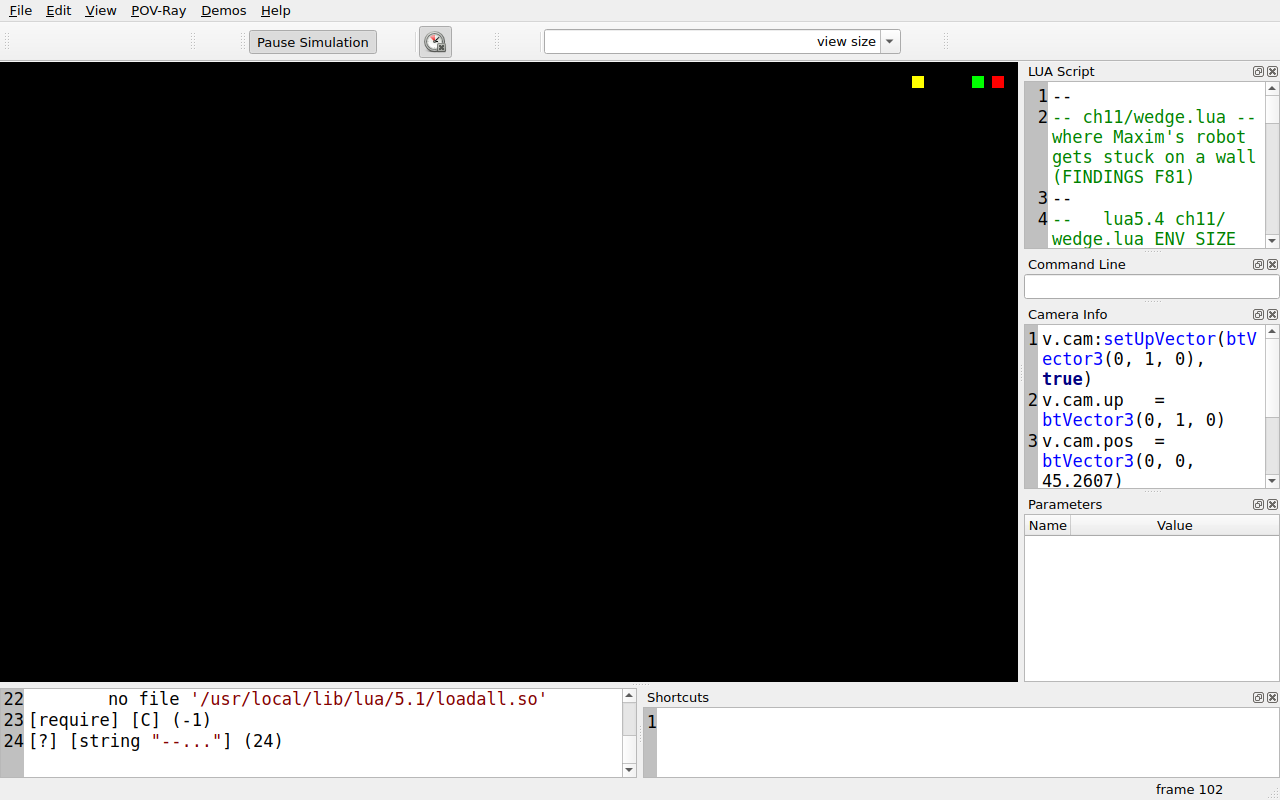 File Edit View POV-Ray Demos Help
Pause Simulation
view size
LUA Script
1 --
2 -- ch11/wedge.lua --
where Maxim's robot
gets stuck on a wall
(FINDINGS F81)
3 --
4 --   lua5.4 ch11/
wedge.lua ENV SIZE
Command Line
Camera Info
1 v.cam:setUpVector(btV
ector3(0, 1, 0),
true)
2 v.cam.up   =
btVector3(0, 1, 0)
3 v.cam.pos  =
btVector3(0, 0,
45.2607)
Parameters
Name Value
22         no file '/usr/local/lib/lua/5.1/loadall.so'
23 [require] [C] (-1)
24 [?] [string "--..."] (24)
Shortcuts
1
frame 102